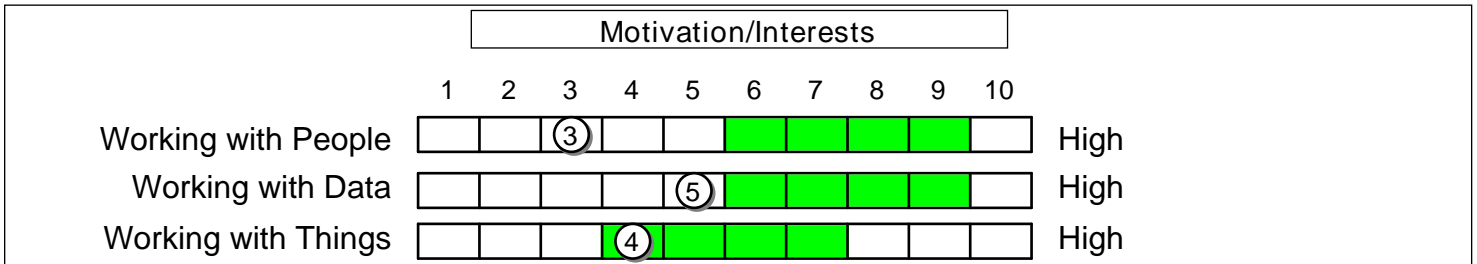 Motivation/Interests
1 2 3 4 5 6 7 8 9 10
Working with People 3 High
Working with Data 5 High
Working with Things 4 High